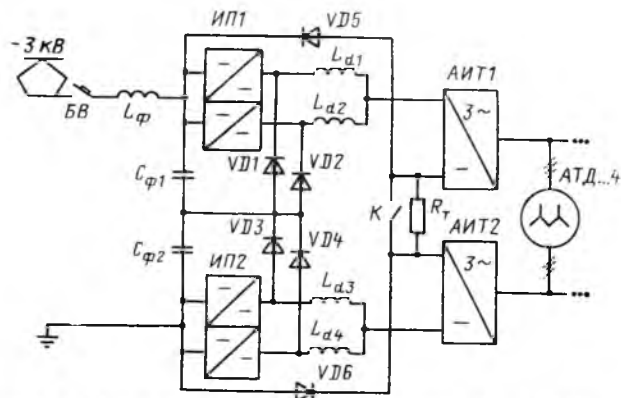 ИП1
VD5
~3 кВ
БВ
Lф
Ld1
Ld2
АИТ1
3~
Cф1
VD1
VD2
АТД...4
К
Rт
VD3
VD4
АИТ2
3~
Cф2
ИП2
Ld3
Ld4
VD6